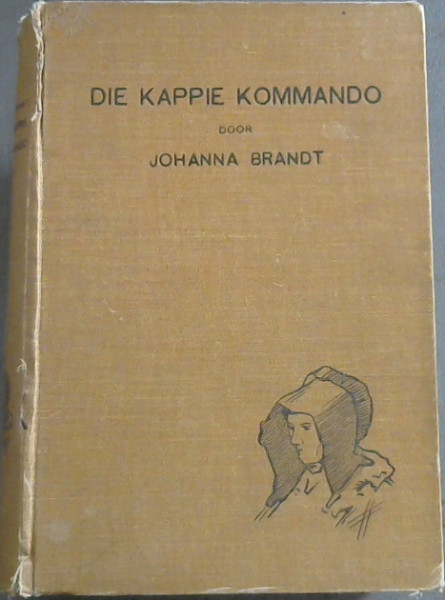 DIE KAPPIE KOMMANDO
DOOR
JOHANNA BRANDT